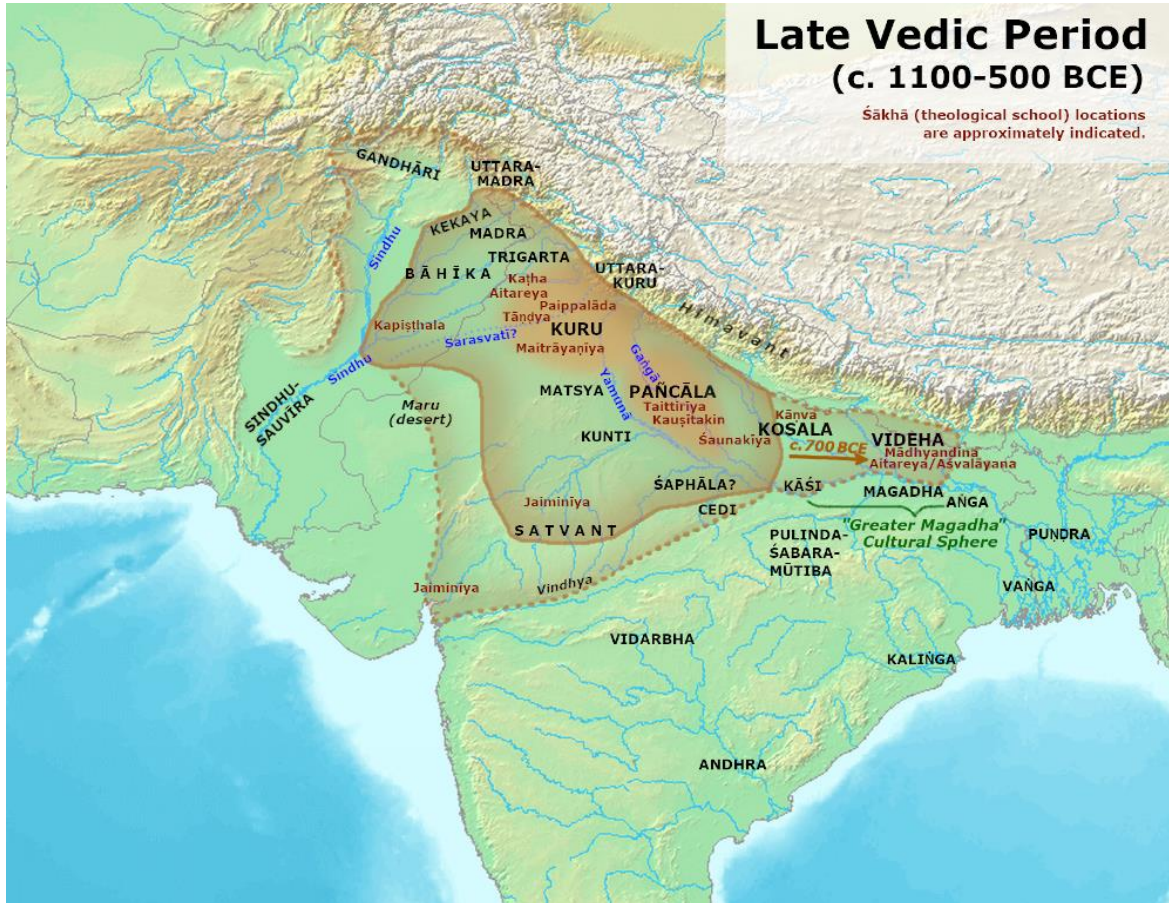 Late Vedic Period
(c. 1100-500 BCE)
Śākhā (theological school) locations
are approximately indicated.
GANDHĀRI
UTTARA-
MADRA
KEKAYA
MADRA
Sindhu
TRIGARTA
BĀHĪKA
UTTARA-
KURU
Kaṭha
Aitareya
Paippalāda
Himavant
Tāṇḍya
Kapiṣṭhala
KURU
Sarasvatī?
Maitrāyaṇīya
Gaṅgā
Sindhu
Yamunā
MATSYA
PAÑCĀLA
SINDHU-
SAUVĪRA
Maru
(desert)
Taittirīya
Kauṣitakin
Kāṇva
KOSALA
KUNTI
Śaunakīya
c.700 BCE
VIDEHA
Mādhyandina
Aitareya/Āśvalāyana
ŚAPHĀLA?
KĀŚI
MAGADHA
AṄGA
Jaiminīya
CEDI
SATVANT
"Greater Magadha"
Cultural Sphere
PULINDA-
ŚABARA-
MŪTIBA
PUṆḌRA
Jaiminīya
Vindhya
VAṄGA
VIDARBHA
KALIṄGA
ANDHRA